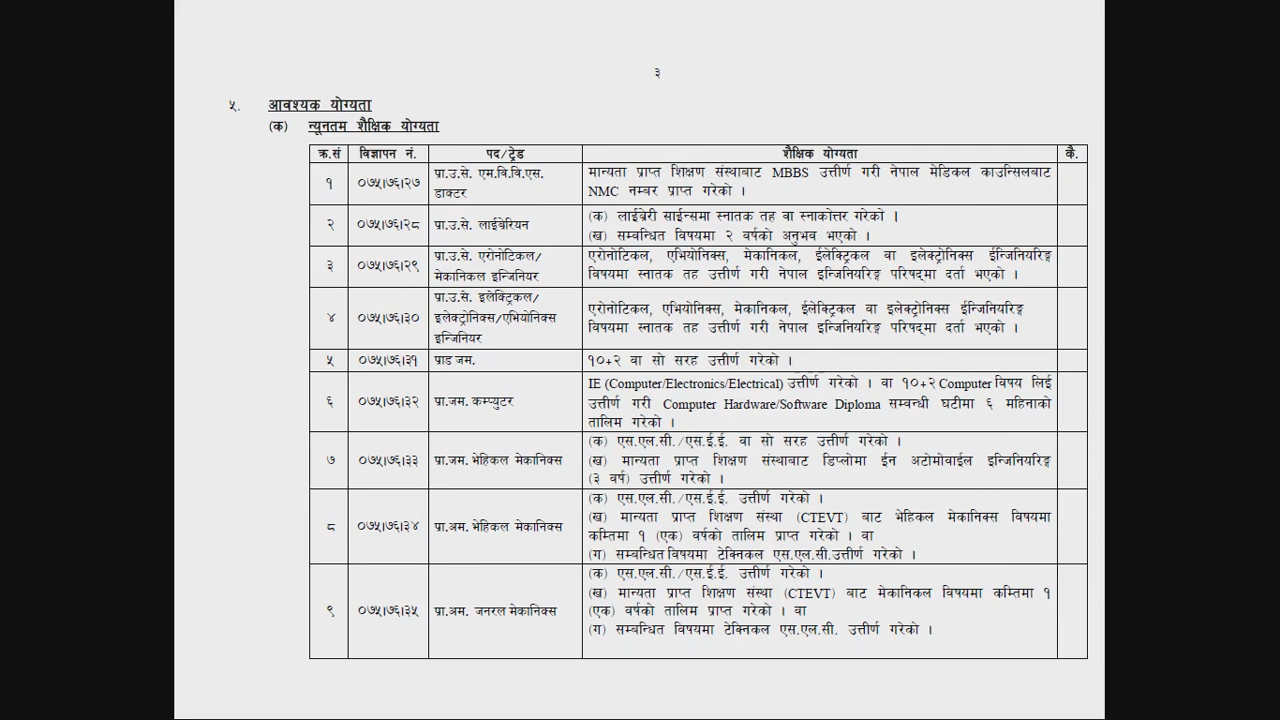 ३
५. आवश्यक योग्यता
(क) न्यूनतम शैक्षिक योग्यता
क्र.सं विज्ञापन नं. पद/ट्रेड शैक्षिक योग्यता कै.
१ ०७५।७६।२७ प्रा.उ.से. एम.वि.वि.एस. डाक्टर मान्यता प्राप्त शिक्षण संस्थाबाट MBBS उत्तीर्ण गरी नेपाल मेडिकल काउन्सिलबाट
NMC नम्बर प्राप्त गरेको ।
२ ०७५।७६।२८ प्रा.उ.से. लाईब्रेरियन (क) लाईब्रेरी साईन्समा स्नातक तह वा स्नाकोत्तर गरेको ।
(ख) सम्बन्धित विषयमा २ वर्षको अनुभव भएको ।
३ ०७५।७६।२९ प्रा.उ.से. एरोनोटिकल/ मेकानिकल इन्जिनियर एरोनोटिकल, एभियोनिक्स, मेकानिकल, ईलेक्ट्रिकल वा इलेक्ट्रोनिक्स ईन्जिनियरिङ्ग
विषयमा स्नातक तह उत्तीर्ण गरी नेपाल इन्जिनियरिङ्ग परिषद्मा दर्ता भएको ।
४ ०७५।७६।३० प्रा.उ.से. इलेक्ट्रिकल/ इलेक्ट्रोनिक्स/एभियोनिक्स इन्जिनियर एरोनोटिकल, एभियोनिक्स, मेकानिकल, ईलेक्ट्रिकल वा इलेक्ट्रोनिक्स ईन्जिनियरिङ्ग
विषयमा स्नातक तह उत्तीर्ण गरी नेपाल इन्जिनियरिङ्ग परिषद्मा दर्ता भएको ।
५ ०७५।७६।३१ प्राड जम. १०+२ वा सो सरह उत्तीर्ण गरेको ।
६ ०७५।७६।३२ प्रा.जम. कम्प्युटर IE (Computer/Electronics/Electrical) उत्तीर्ण गरेको । वा १०+२ Computer विषय लिई
उत्तीर्ण गरी Computer Hardware/Software Diploma सम्वन्धी घटीमा ६ महिनाको
तालिम गरेको ।
७ ०७५।७६।३३ प्रा.जम. भेहिकल मेकानिक्स (क) एस.एल.सी./एस.ई.ई. वा सो सरह उत्तीर्ण गरेको ।
(ख) मान्यता प्राप्त शिक्षण संस्थाबाट डिप्लोमा ईन अटोमोवाईल इन्जिनियरिङ्ग
(३ वर्ष) उत्तीर्ण गरेको ।
८ ०७५।७६।३४ प्रा.अम. भेहिकल मेकानिक्स (क) एस.एल.सी./एस.ई.ई. उत्तीर्ण गरेको ।
(ख) मान्यता प्राप्त शिक्षण संस्था (CTEVT) बाट भेहिकल मेकानिक्स विषयमा
कम्तिमा १ (एक) वर्षको तालिम प्राप्त गरेको । वा
(ग) सम्बन्धित विषयमा टेक्निकल एस.एल.सी.उत्तीर्ण गरेको ।
९ ०७५।७६।३५ प्रा.अम. जनरल मेकानिक्स (क) एस.एल.सी./एस.ई.ई. उत्तीर्ण गरेको ।
(ख) मान्यता प्राप्त शिक्षण संस्था (CTEVT) बाट मेकानिकल विषयमा कम्तिमा १
(एक) वर्षको तालिम प्राप्त गरेको । वा
(ग) सम्बन्धित विषयमा टेक्निकल एस.एल.सी. उत्तीर्ण गरेको ।